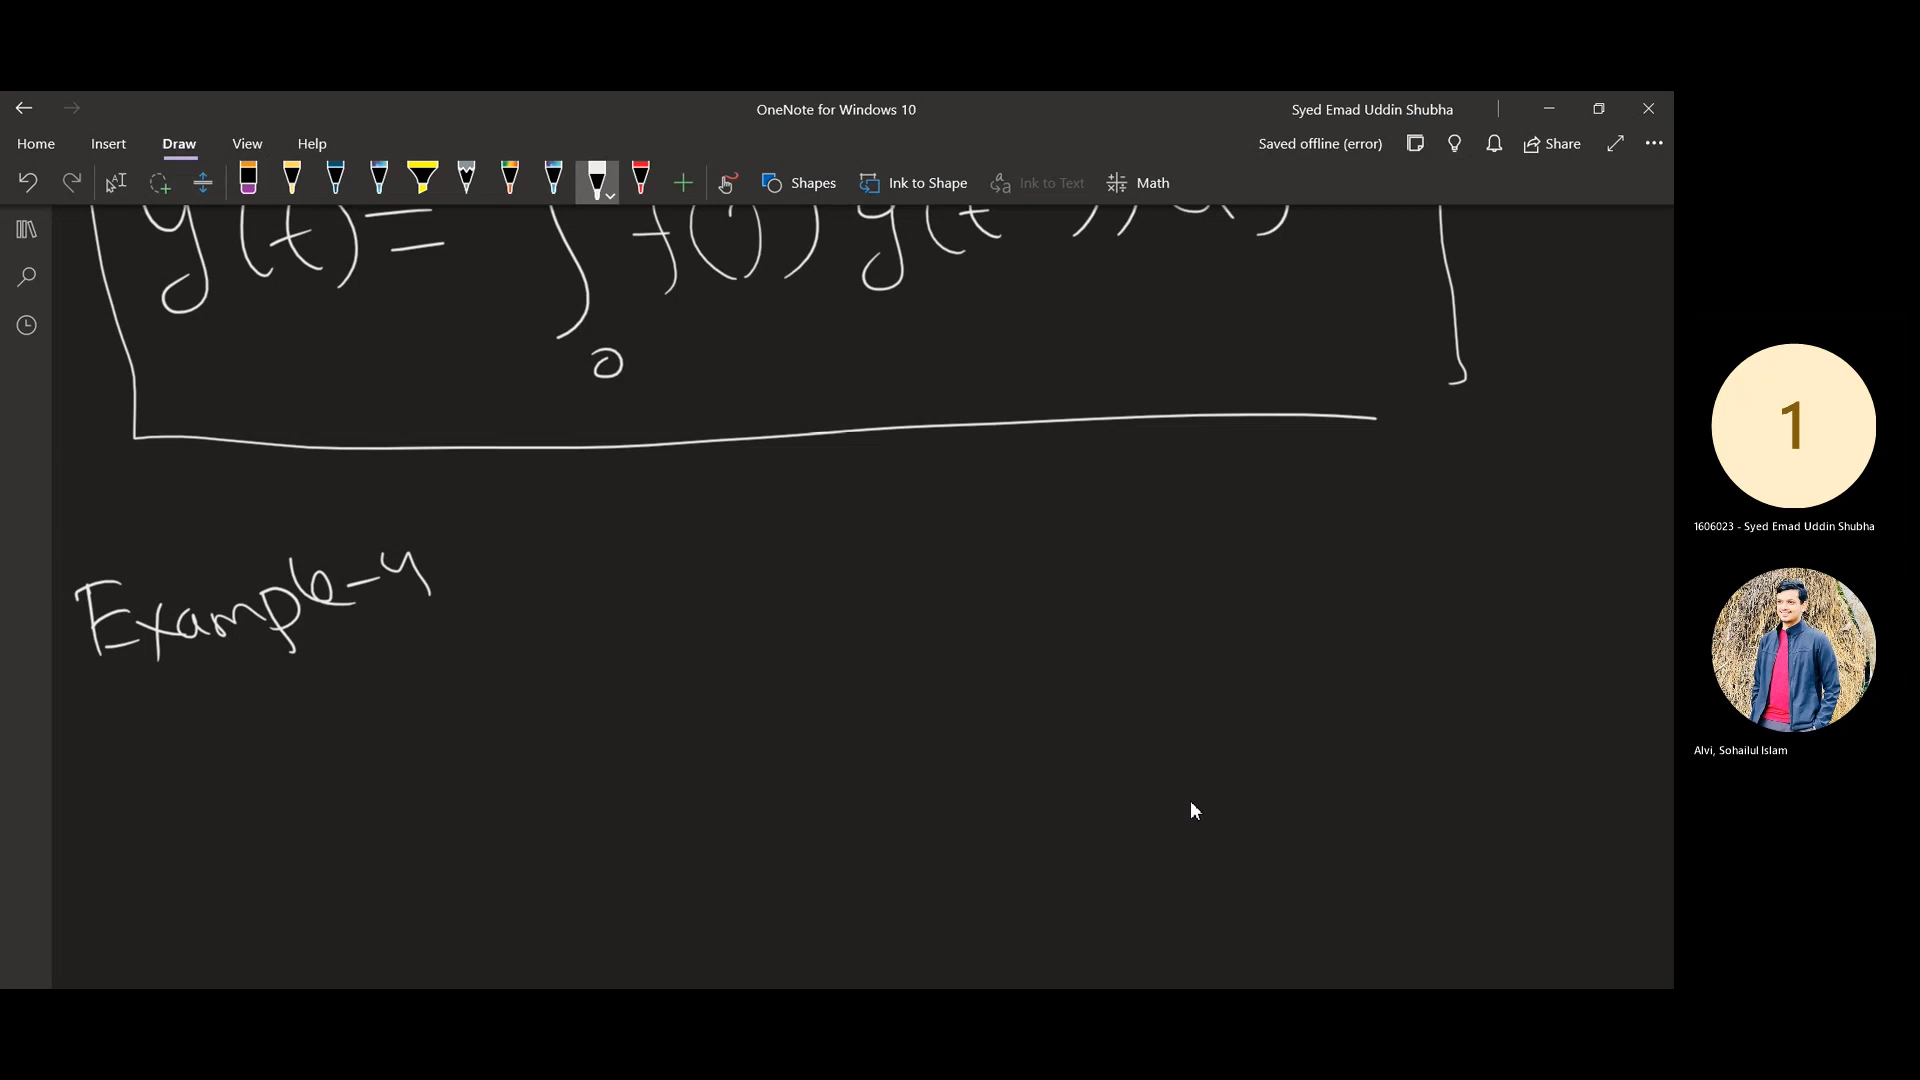 OneNote for Windows 10
Syed Emad Uddin Shubha
Home Insert Draw View Help
Saved offline (error)
Share
Shapes
Ink to Shape
Ink to Text
Math
y(t)= ∫
0
Example-4
1
1606023 - Syed Emad Uddin Shubha
Alvi, Sohailul Islam